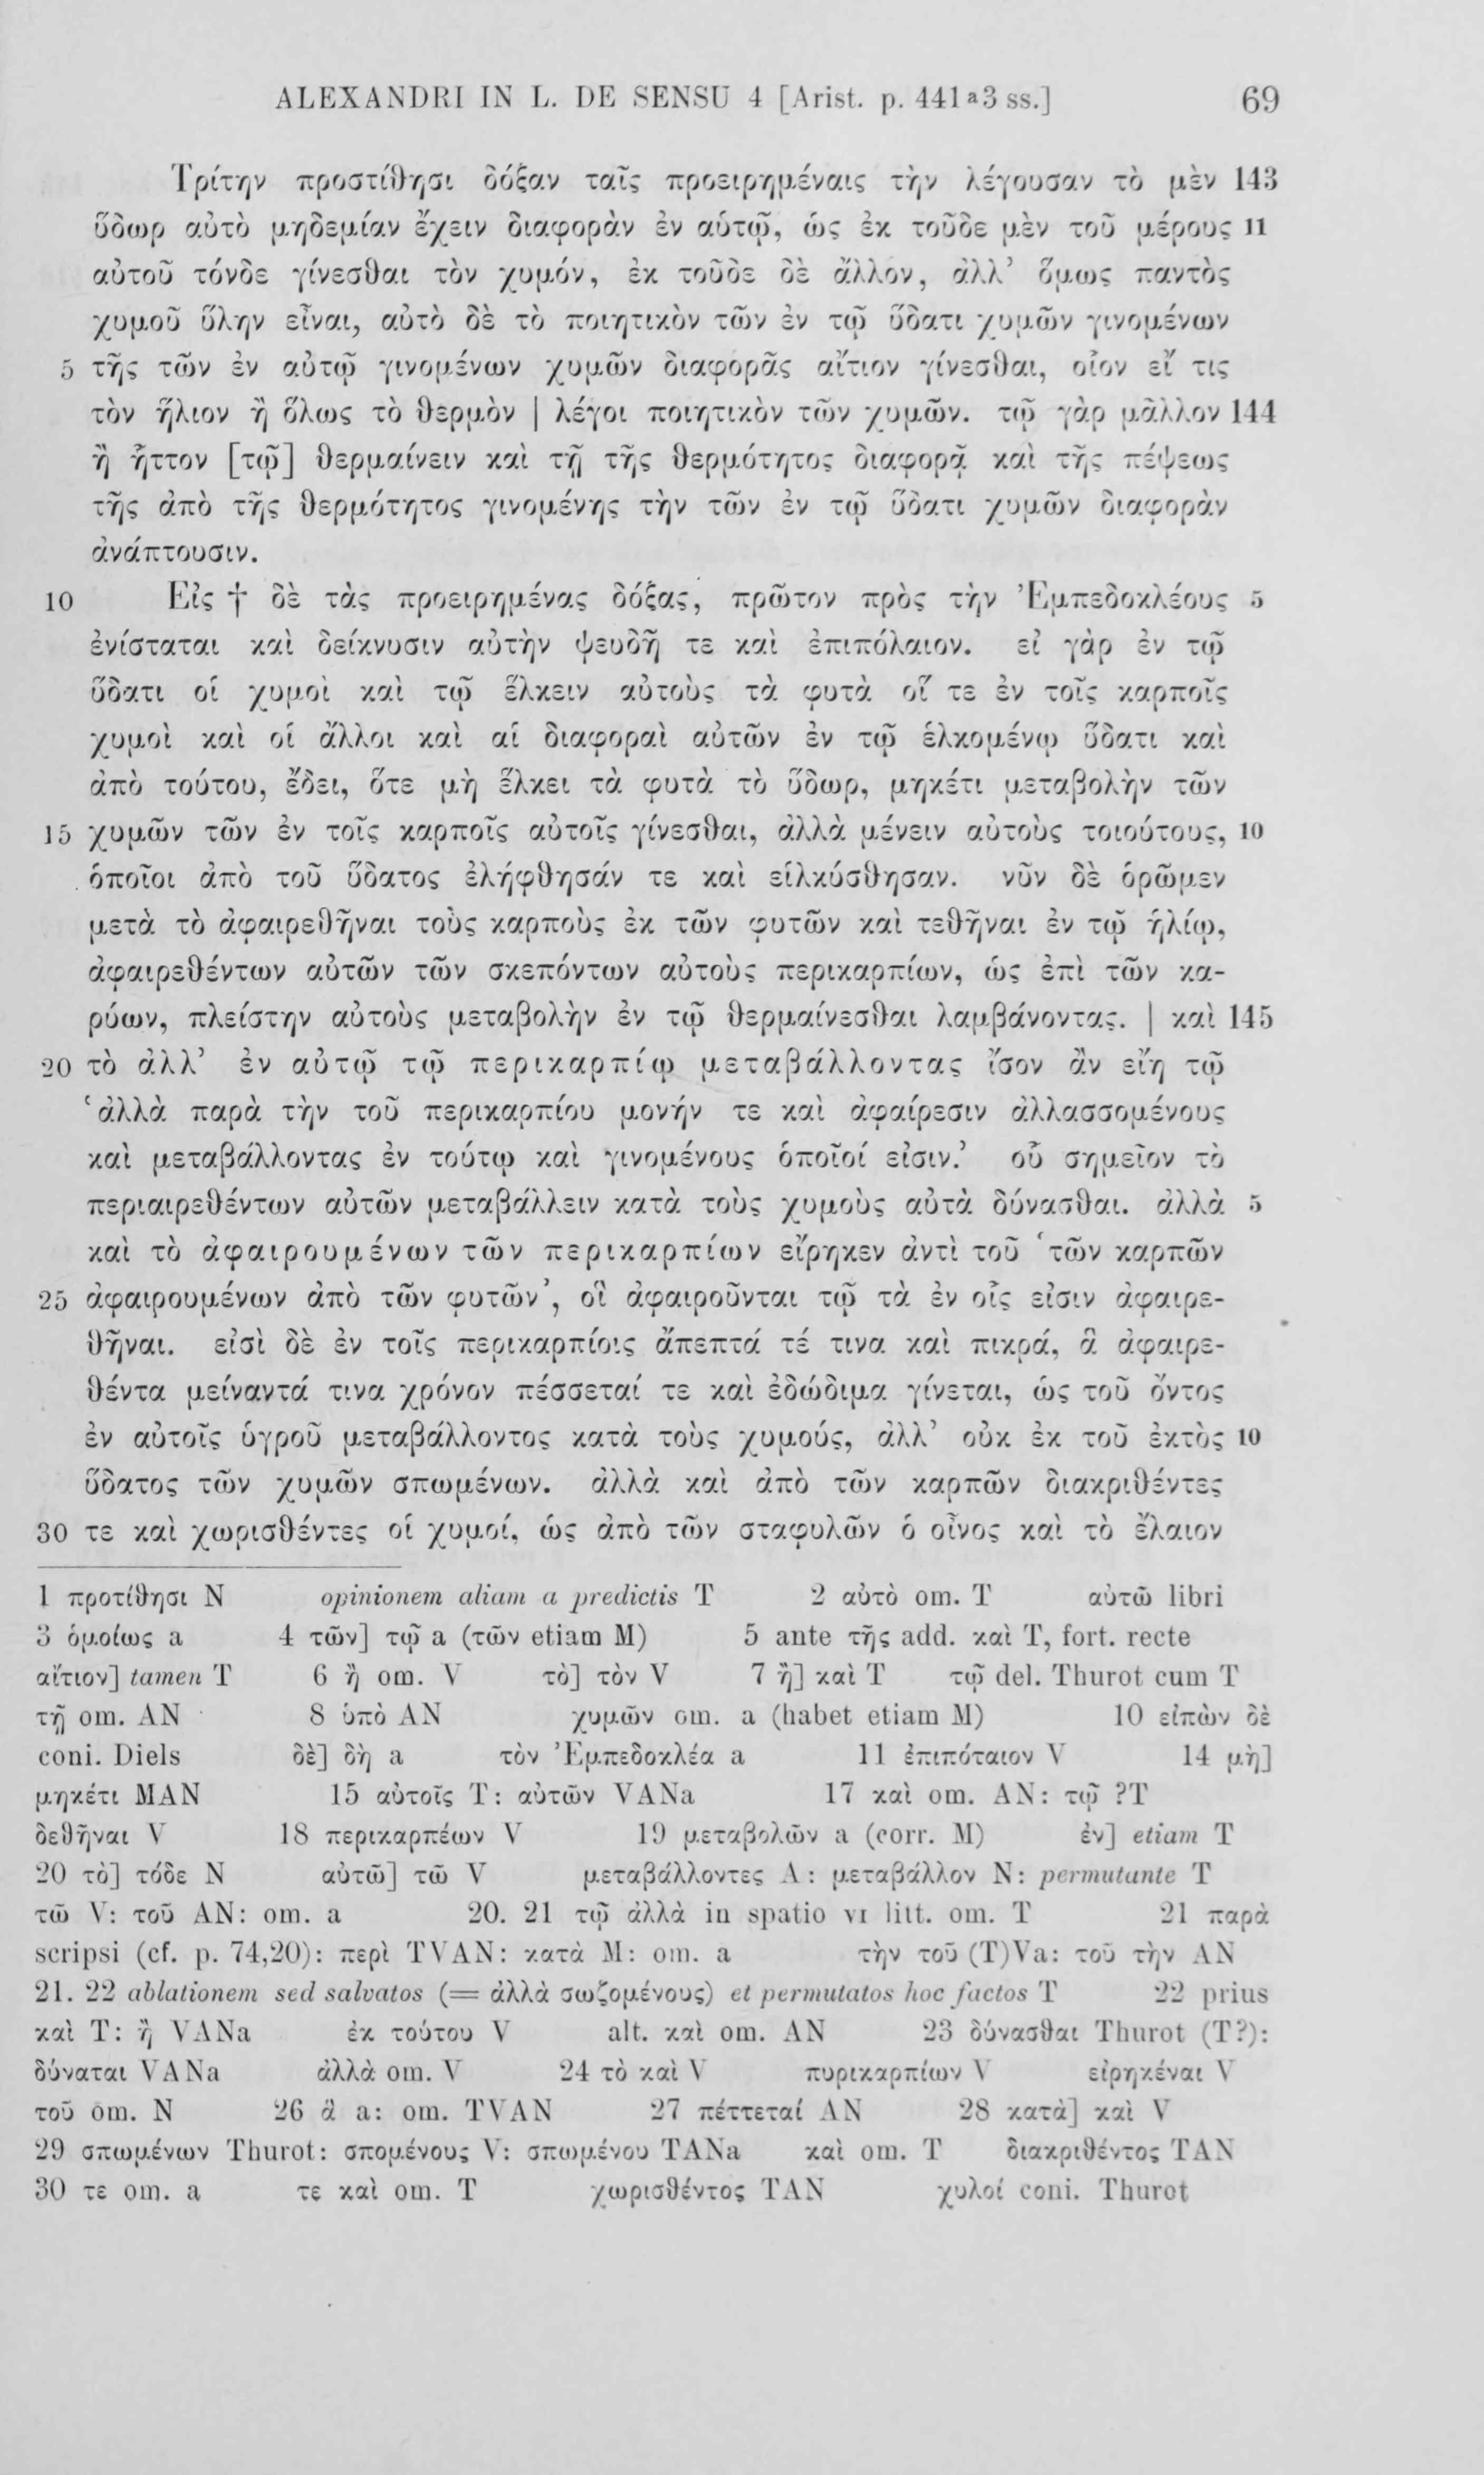 ALEXANDRI IN L. DE SENSU 4 [Arist. p. 441ᵃ3 ss.] 69
Τρίτην προστίθησι δόξαν ταῖς προειρημέναις τὴν λέγουσαν τὸ μὲν 143
ὕδωρ αὐτὸ μηδεμίαν ἔχειν διαφορὰν ἐν αὑτῷ, ὡς ἐκ τοῦδε μὲν τοῦ μέρους 11
αὐτοῦ τόνδε γίνεσθαι τὸν χυμόν, ἐκ τοῦδε δὲ ἄλλον, ἀλλ’ ὅμως παντὸς
χυμοῦ ὕλην εἶναι, αὐτὸ δὲ τὸ ποιητικὸν τῶν ἐν τῷ ὕδατι χυμῶν γινομένων
5 τῆς τῶν ἐν αὐτῷ γινομένων χυμῶν διαφορᾶς αἴτιον γίνεσθαι, οἷον εἴ τις
τὸν ἥλιον ἢ ὅλως τὸ θερμὸν | λέγοι ποιητικὸν τῶν χυμῶν. τῷ γὰρ μᾶλλον 144
ἢ ἧττον [τῷ] θερμαίνειν καὶ τῇ τῆς θερμότητος διαφορᾷ καὶ τῆς πέψεως
τῆς ἀπὸ τῆς θερμότητος γινομένης τὴν τῶν ἐν τῷ ὕδατι χυμῶν διαφορὰν
ἀνάπτουσιν.
10 Εἰς † δὲ τὰς προειρημένας δόξας, πρῶτον πρὸς τὴν Ἐμπεδοκλέους 5
ἐνίσταται καὶ δείκνυσιν αὐτὴν ψευδῆ τε καὶ ἐπιπόλαιον. εἰ γὰρ ἐν τῷ
ὕδατι οἱ χυμοὶ καὶ τῷ ἕλκειν αὐτοὺς τὰ φυτὰ οἵ τε ἐν τοῖς καρποῖς
χυμοὶ καὶ οἱ ἄλλοι καὶ αἱ διαφοραὶ αὐτῶν ἐν τῷ ἑλκομένῳ ὕδατι καὶ
ἀπὸ τούτου, ἔδει, ὅτε μὴ ἕλκει τὰ φυτὰ τὸ ὕδωρ, μηκέτι μεταβολὴν τῶν
15 χυμῶν τῶν ἐν τοῖς καρποῖς αὐτοῖς γίνεσθαι, ἀλλὰ μένειν αὐτοὺς τοιούτους, 10
ὁποῖοι ἀπὸ τοῦ ὕδατος ἐλήφθησάν τε καὶ εἱλκύσθησαν. νῦν δὲ ὁρῶμεν
μετὰ τὸ ἀφαιρεθῆναι τοὺς καρποὺς ἐκ τῶν φυτῶν καὶ τεθῆναι ἐν τῷ ἡλίῳ,
ἀφαιρεθέντων αὐτῶν τῶν σκεπόντων αὐτοὺς περικαρπίων, ὡς ἐπὶ τῶν κα-
ρύων, πλείστην αὐτοὺς μεταβολὴν ἐν τῷ θερμαίνεσθαι λαμβάνοντας. | καὶ 145
20 τὸ ἀλλ’ ἐν αὐτῷ τῷ περικαρπίῳ μεταβάλλοντας ἴσον ἂν εἴη τῷ
‘ἀλλὰ παρὰ τὴν τοῦ περικαρπίου μονήν τε καὶ ἀφαίρεσιν ἀλλασσομένους
καὶ μεταβάλλοντας ἐν τούτῳ καὶ γινομένους ὁποῖοί εἰσιν.’ οὗ σημεῖον τὸ
περιαιρεθέντων αὐτῶν μεταβάλλειν κατὰ τοὺς χυμοὺς αὐτὰ δύνασθαι. ἀλλὰ 5
καὶ τὸ ἀφαιρουμένων τῶν περικαρπίων εἴρηκεν ἀντὶ τοῦ ‘τῶν καρπῶν
25 ἀφαιρουμένων ἀπὸ τῶν φυτῶν’, οἳ ἀφαιροῦνται τῷ τὰ ἐν οἷς εἰσιν ἀφαιρε-
θῆναι. εἰσὶ δὲ ἐν τοῖς περικαρπίοις ἄπεπτά τέ τινα καὶ πικρά, ἃ ἀφαιρε-
θέντα μείναντά τινα χρόνον πέσσεταί τε καὶ ἐδώδιμα γίνεται, ὡς τοῦ ὄντος
ἐν αὐτοῖς ὑγροῦ μεταβάλλοντος κατὰ τοὺς χυμούς, ἀλλ’ οὐκ ἐκ τοῦ ἐκτὸς 10
ὕδατος τῶν χυμῶν σπωμένων. ἀλλὰ καὶ ἀπὸ τῶν καρπῶν διακριθέντες
30 τε καὶ χωρισθέντες οἱ χυμοί, ὡς ἀπὸ τῶν σταφυλῶν ὁ οἶνος καὶ τὸ ἔλαιον
1 προτίθησι N opinionem aliam a predictis T 2 αὐτὸ om. T αὐτῶ libri
3 ὁμοίως a 4 τῶν] τῷ a (τῶν etiam M) 5 ante τῆς add. καὶ T, fort. recte
αἴτιον] tamen T 6 ἢ om. V τὸ] τὸν V 7 ἢ] καὶ T τῷ del. Thurot cum T
τῇ om. AN 8 ὑπὸ AN χυμῶν om. a (habet etiam M) 10 εἰπὼν δὲ
coni. Diels δὲ] δὴ a τὸν Ἐμπεδοκλέα a 11 ἐπιπόταιον V 14 μὴ]
μηκέτι MAN 15 αὐτοῖς T: αὐτῶν VANa 17 καὶ om. AN: τῷ ?T
δεθῆναι V 18 περικαρπέων V 19 μεταβολῶν a (corr. M) ἐν] etiam T
20 τὸ] τόδε N αὐτῶ] τῶ V μεταβάλλοντες A: μεταβάλλον N: permutante T
τῶ V: τοῦ AN: om. a 20. 21 τῷ ἀλλὰ in spatio VI litt. om. T 21 παρὰ
scripsi (cf. p. 74,20): περὶ TVAN: κατὰ M: om. a τὴν τοῦ (T)Va: τοῦ τὴν AN
21. 22 ablationem sed salvatos (= ἀλλὰ σωζομένους) et permutatos hoc factos T 22 prius
καὶ T: ἢ VANa ἐκ τούτου V alt. καὶ om. AN 23 δύνασθαι Thurot (T?):
δύναται VANa ἀλλὰ om. V 24 τὸ καὶ V πυρικαρπίων V εἰρηκέναι V
τοῦ om. N 26 ἃ a: om. TVAN 27 πέττεταί AN 28 κατὰ] καὶ V
29 σπωμένων Thurot: σπομένους V: σπωμένου TANa καὶ om. T διακριθέντος TAN
30 τε om. a τε καὶ om. T χωρισθέντος TAN χυλοί coni. Thurot